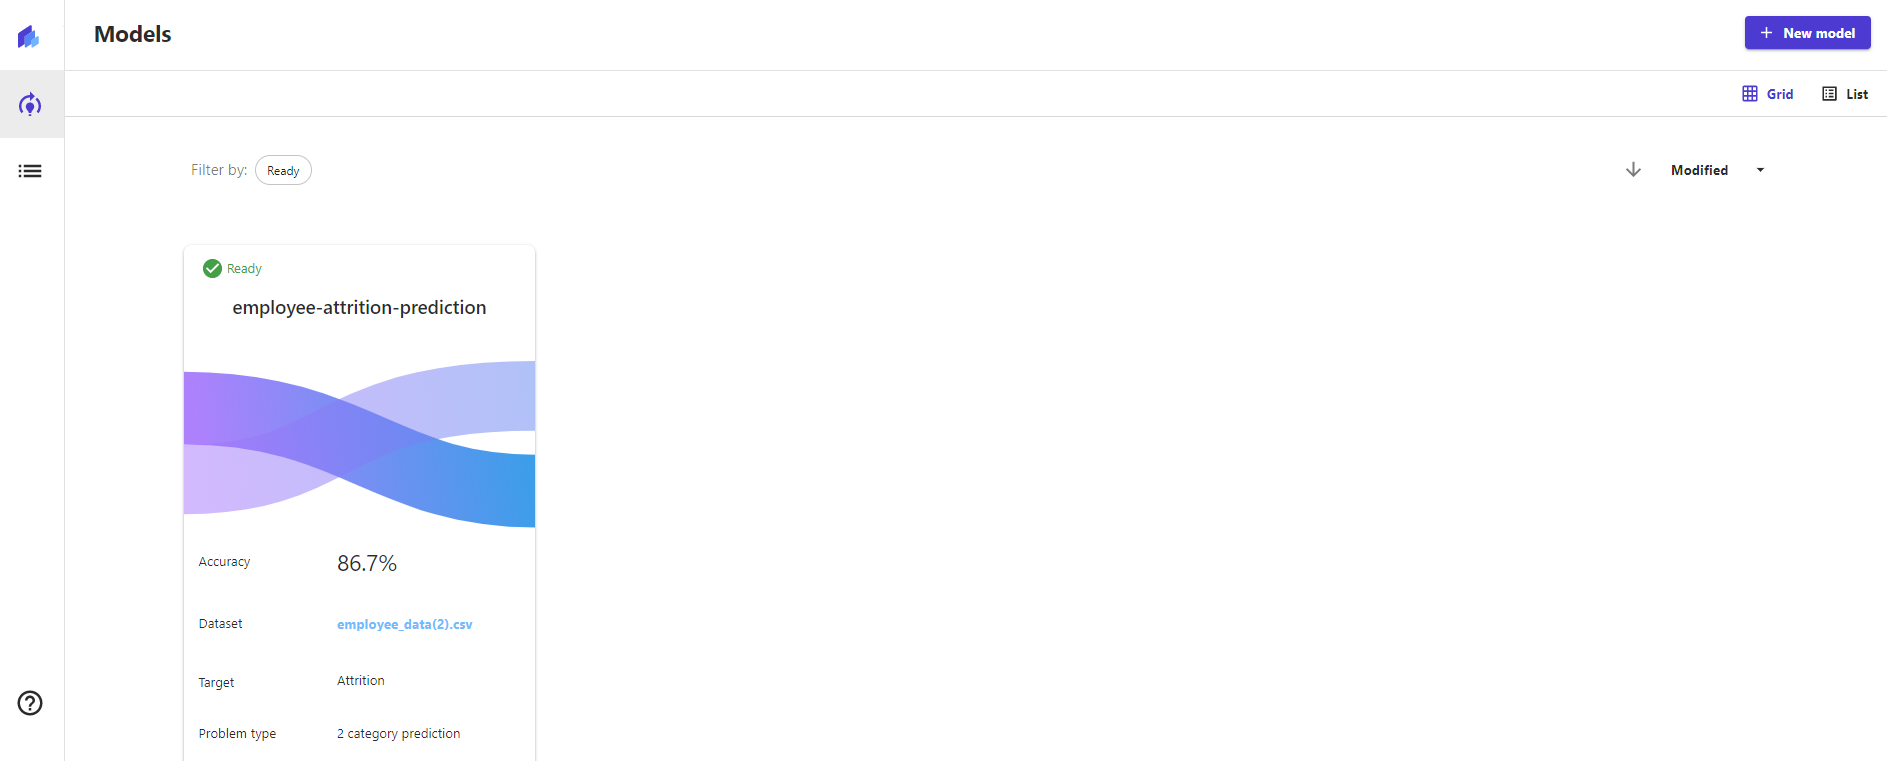 Models
New model
Grid
List
Filter by:
Ready
Modified
Ready
employee-attrition-prediction
Accuracy
86.7%
Dataset
employee_data(2).csv
Target
Attrition
Problem type
2 category prediction